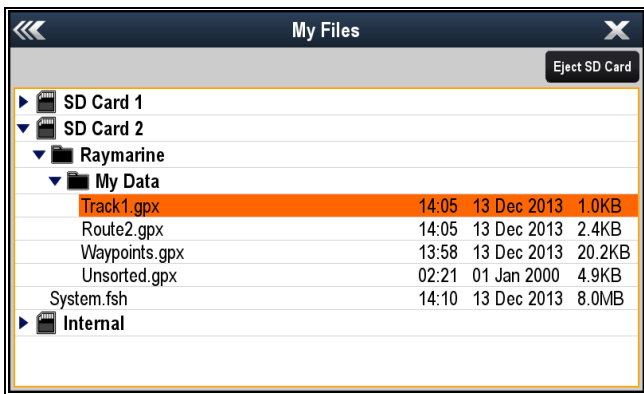 My Files
Eject SD Card
SD Card 1
SD Card 2
Raymarine
My Data
Track1.gpx 14:05 13 Dec 2013 1.0KB
Route2.gpx 14:05 13 Dec 2013 2.4KB
Waypoints.gpx 13:58 13 Dec 2013 20.2KB
Unsorted.gpx 02:21 01 Jan 2000 4.9KB
System.fsh 14:10 13 Dec 2013 8.0MB
Internal